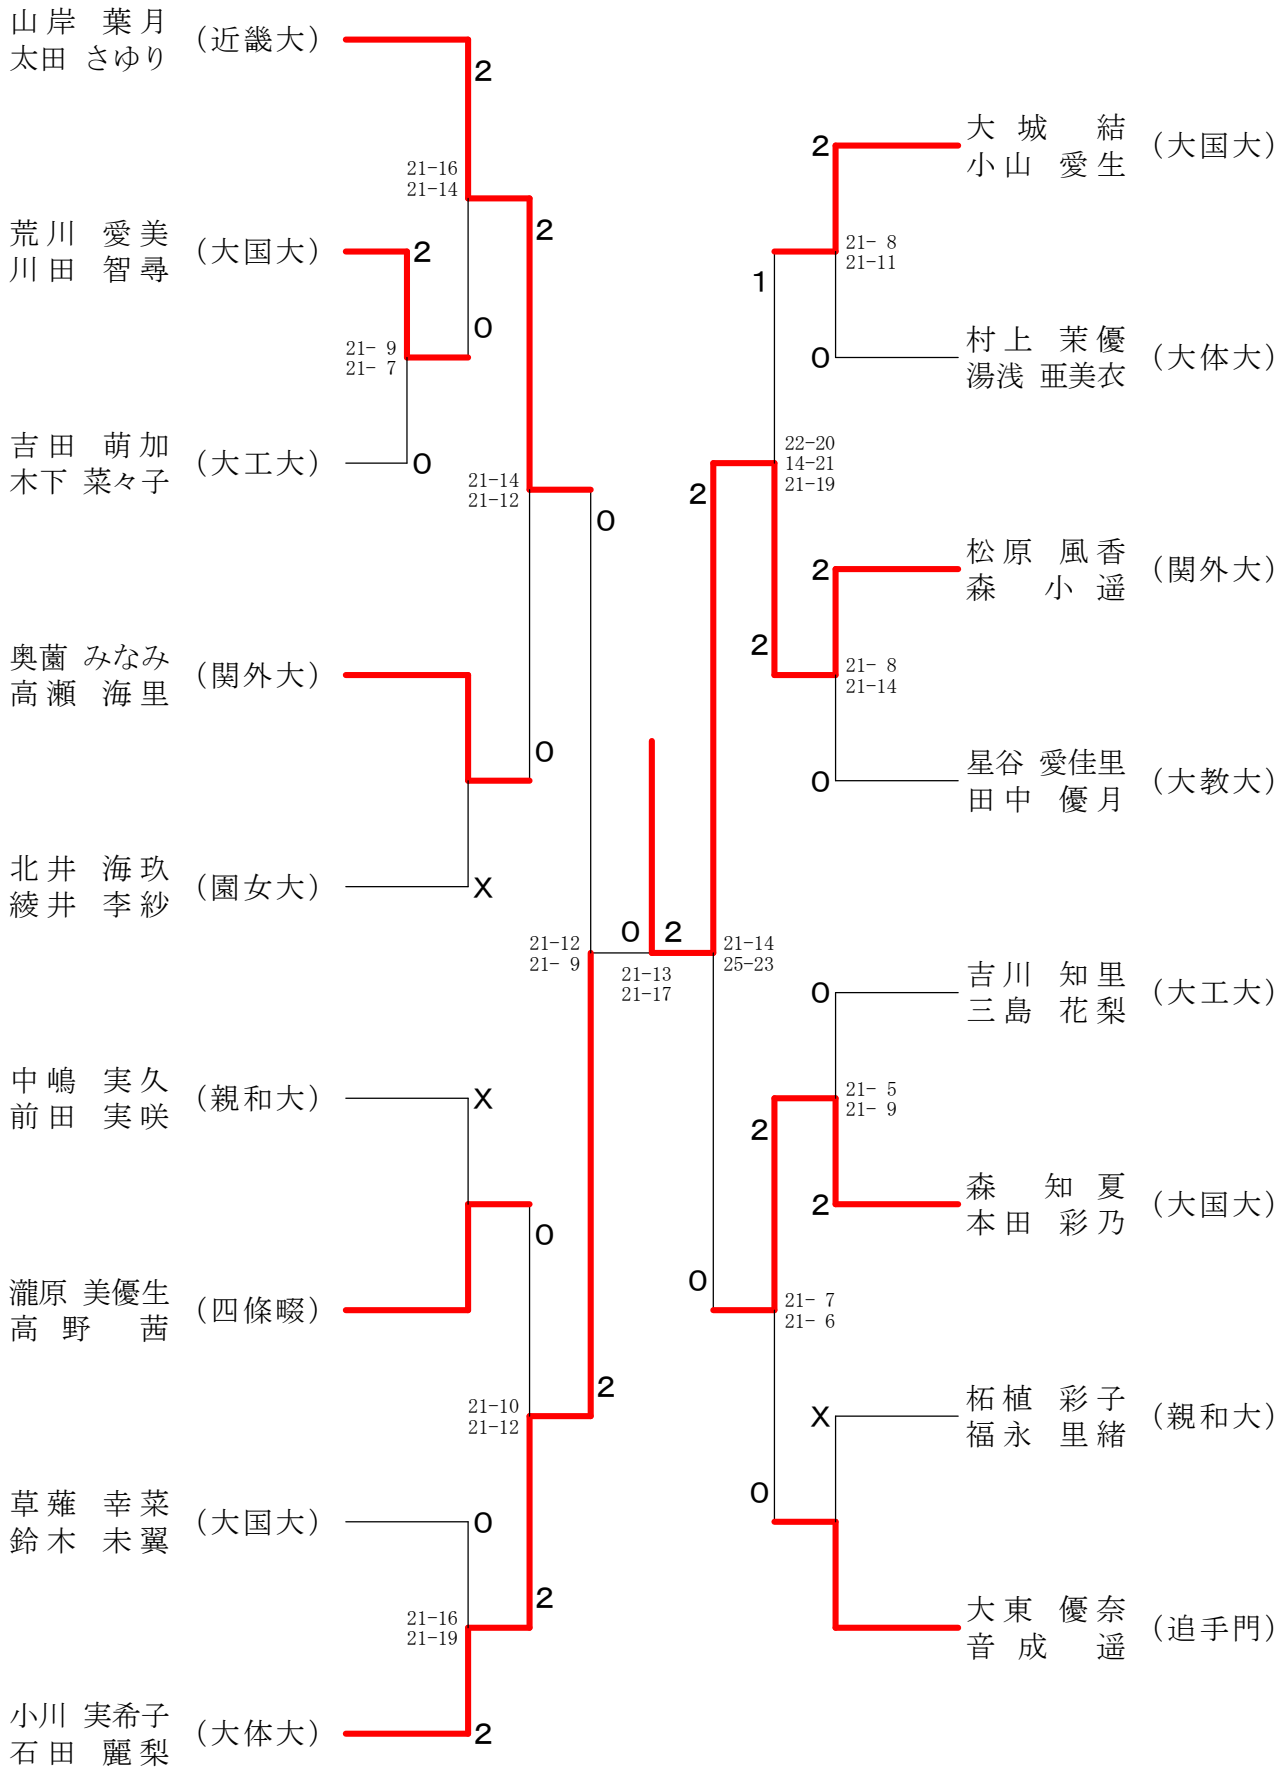 山岸 葉月
太田 さゆり
(近畿大)
2
21-16
21-14
荒川 愛美
川田 智尋
(大国大)
2
2
0
21- 9
21- 7
吉田 萌加
木下 菜々子
(大工大)
0
21-14
21-12
0
奥薗 みなみ
高瀬 海里
(関外大)
0
北井 海玖
綾井 李紗
(園女大)
X
21-12
21- 9
0
2
21-13
21-17
中嶋 実久
前田 実咲
(親和大)
X
0
瀧原 美優生
高野 茜
(四條畷)
21-10
21-12
2
草薙 幸菜
鈴木 未翼
(大国大)
0
21-16
21-19
2
小川 実希子
石田 麗梨
(大体大)
2
2
大城 結
小山 愛生
(大国大)
21- 8
21-11
1
0
村上 茉優
湯浅 亜美衣
(大体大)
22-20
14-21
21-19
2
2
松原 風香
森 小遥
(関外大)
2
21- 8
21-14
0
星谷 愛佳里
田中 優月
(大教大)
21-14
25-23
0
吉川 知里
三島 花梨
(大工大)
21- 5
21- 9
2
2
森 知夏
本田 彩乃
(大国大)
0
21- 7
21- 6
X
柘植 彩子
福永 里緒
(親和大)
0
大東 優奈
音成 遥
(追手門)